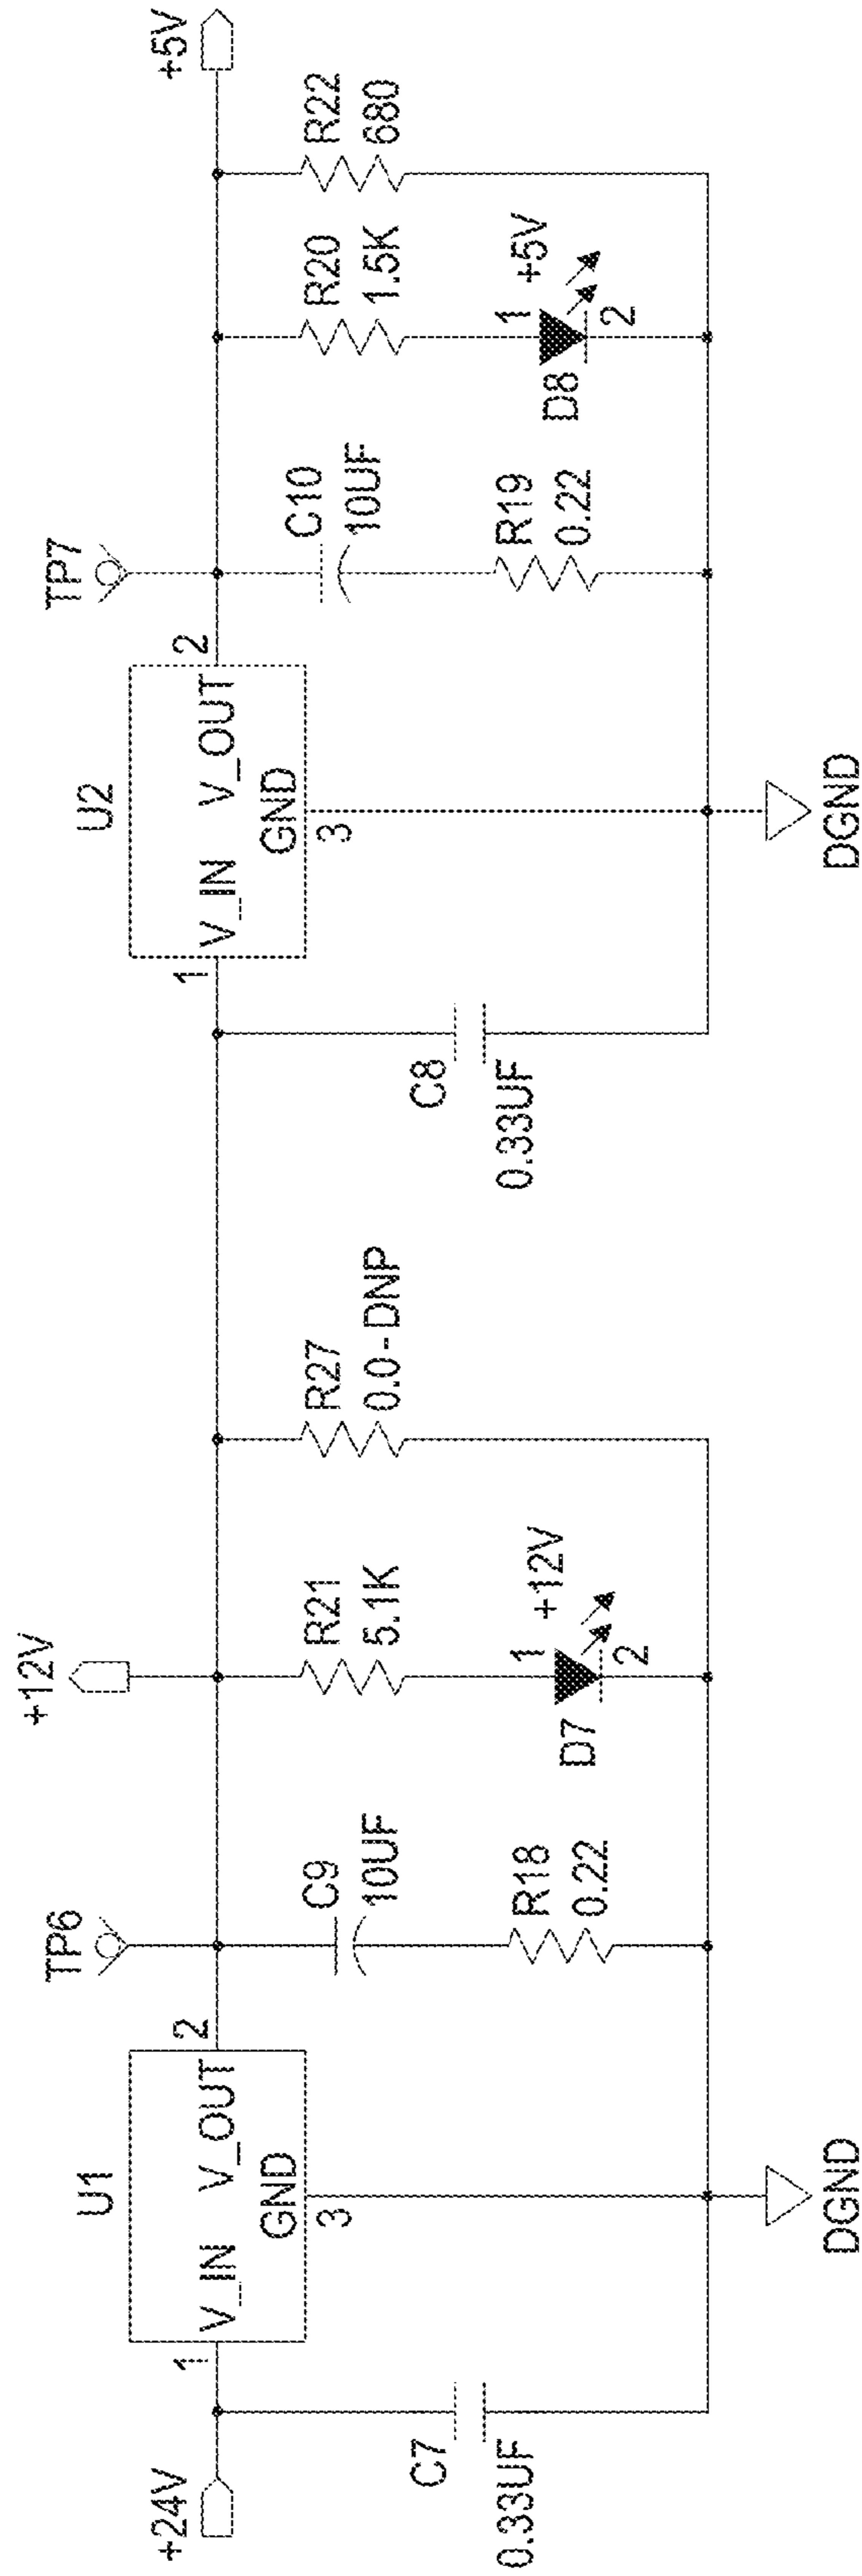 +24V
C7
0.33UF
1
U1
V_IN V_OUT
GND
3
2
DGND
TP6
C9
10UF
R18
0.22
+12V
R21
5.1K
1
+12V
D7
2
R27
0.0-DNP
C8
0.33UF
1
U2
V_IN V_OUT
GND
3
2
DGND
TP7
C10
10UF
R19
0.22
R20
1.5K
1
+5V
D8
2
R22
680
+5V